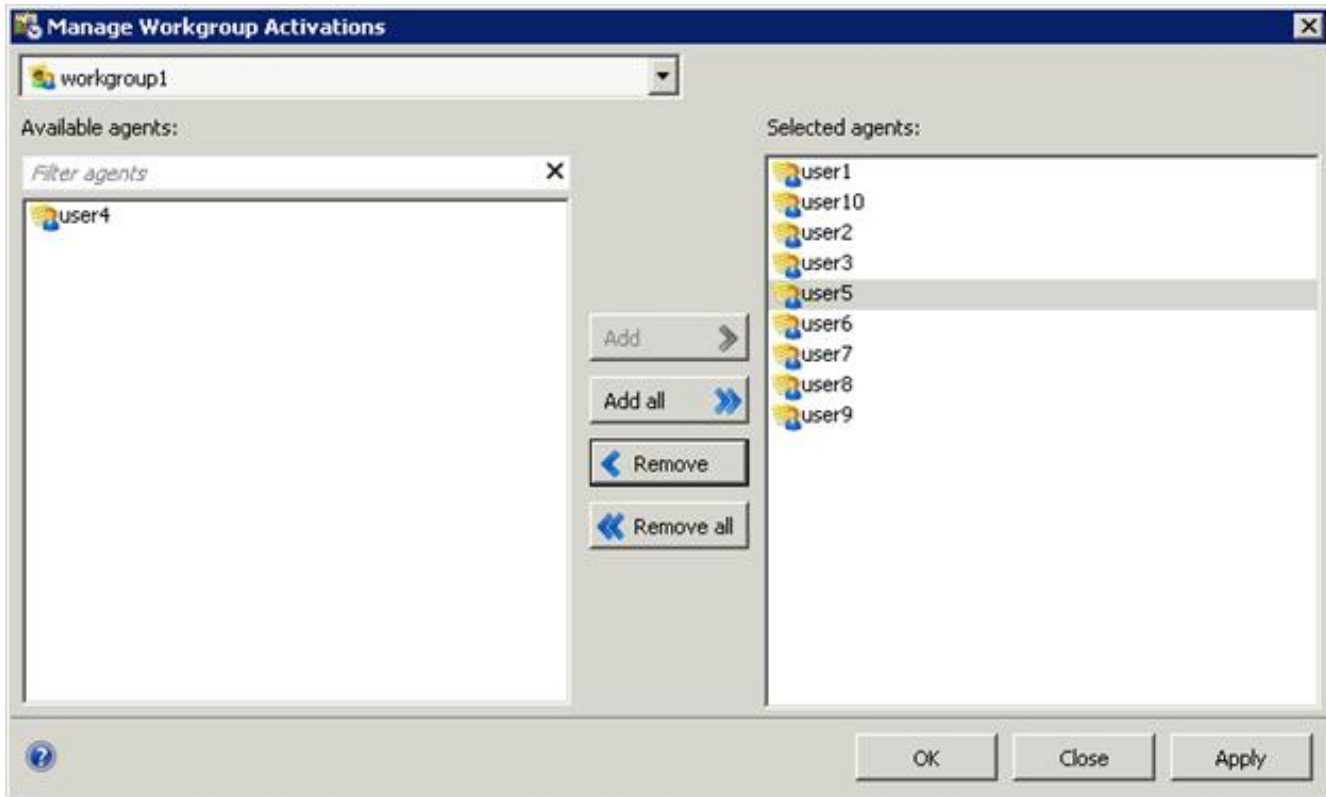 Manage Workgroup Activations
workgroup1
Available agents:
Selected agents:
Filter agents
user4
user1
user10
user2
user3
user5
user6
user7
user8
user9
Add
Add all
Remove
Remove all
OK
Close
Apply